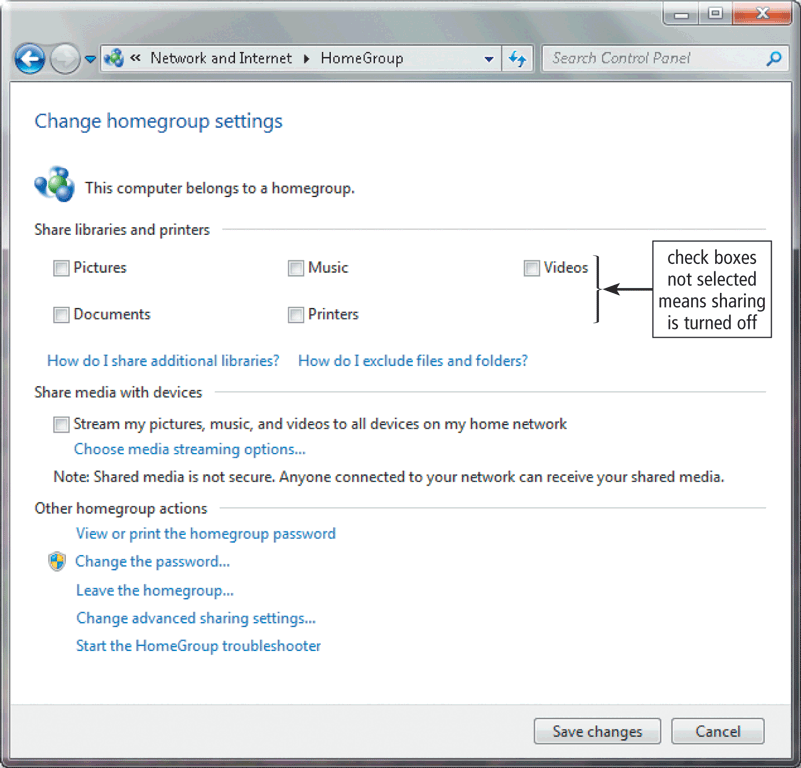 « Network and Internet ▸ HomeGroup
Search Control Panel
Change homegroup settings
This computer belongs to a homegroup.
Share libraries and printers
Pictures Music Videos
check boxes
not selected
means sharing
is turned off
Documents Printers
How do I share additional libraries? How do I exclude files and folders?
Share media with devices
Stream my pictures, music, and videos to all devices on my home network
Choose media streaming options...
Note: Shared media is not secure. Anyone connected to your network can receive your shared media.
Other homegroup actions
View or print the homegroup password
Change the password...
Leave the homegroup...
Change advanced sharing settings...
Start the HomeGroup troubleshooter
Save changes Cancel